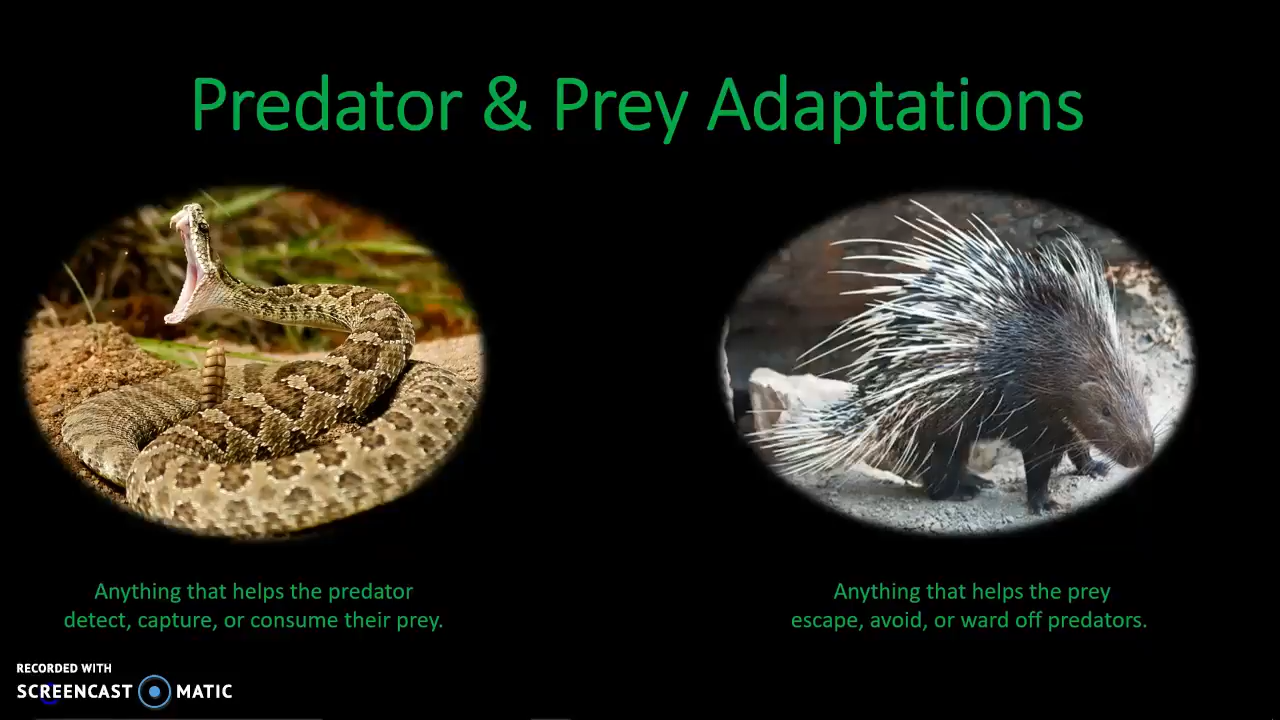 Predator & Prey Adaptations
Anything that helps the predator
detect, capture, or consume their prey.
Anything that helps the prey
escape, avoid, or ward off predators.
RECORDED WITH
SCREENCAST MATIC